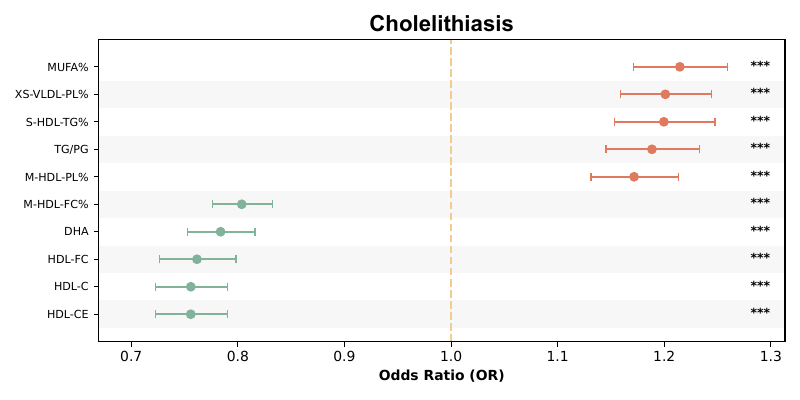 Cholelithiasis
MUFA% ***
XS-VLDL-PL% ***
S-HDL-TG% ***
TG/PG ***
M-HDL-PL% ***
M-HDL-FC% ***
DHA ***
HDL-FC ***
HDL-C ***
HDL-CE ***
0.7 0.8 0.9 1.0 1.1 1.2 1.3
Odds Ratio (OR)